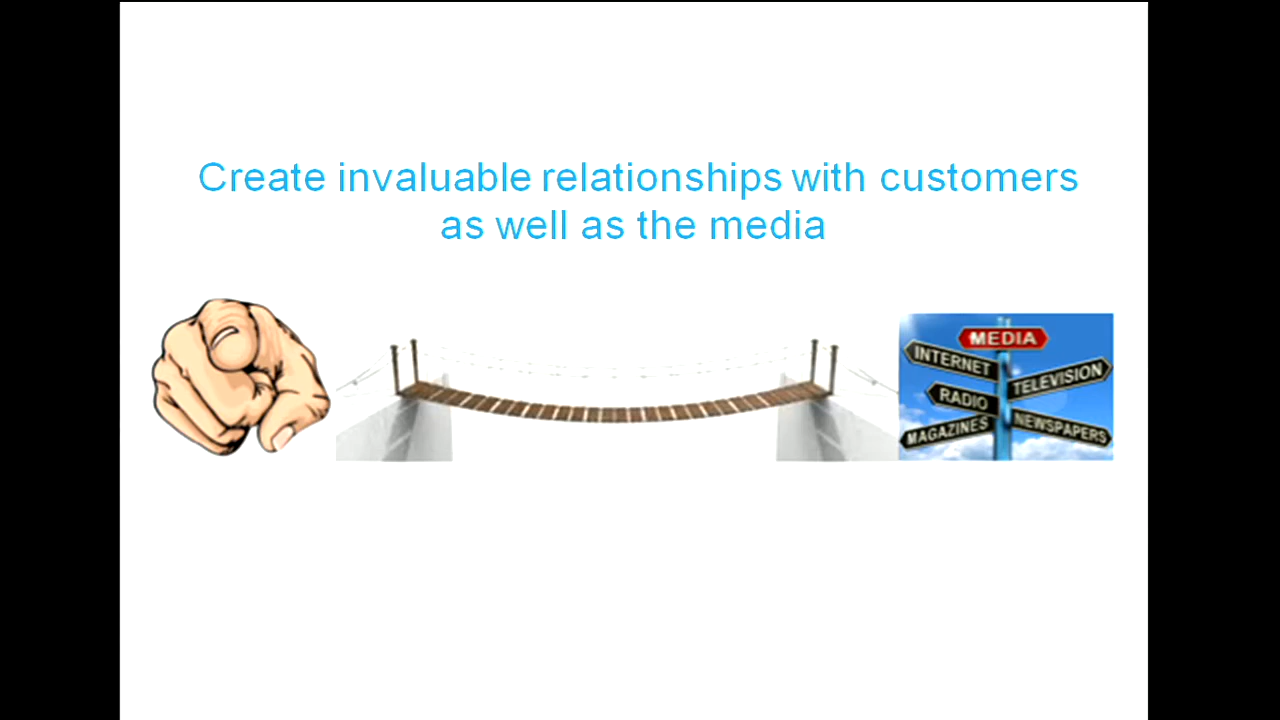 Create invaluable relationships with customers
as well as the media
MEDIA
INTERNET
TELEVISION
RADIO
MAGAZINES
NEWSPAPERS